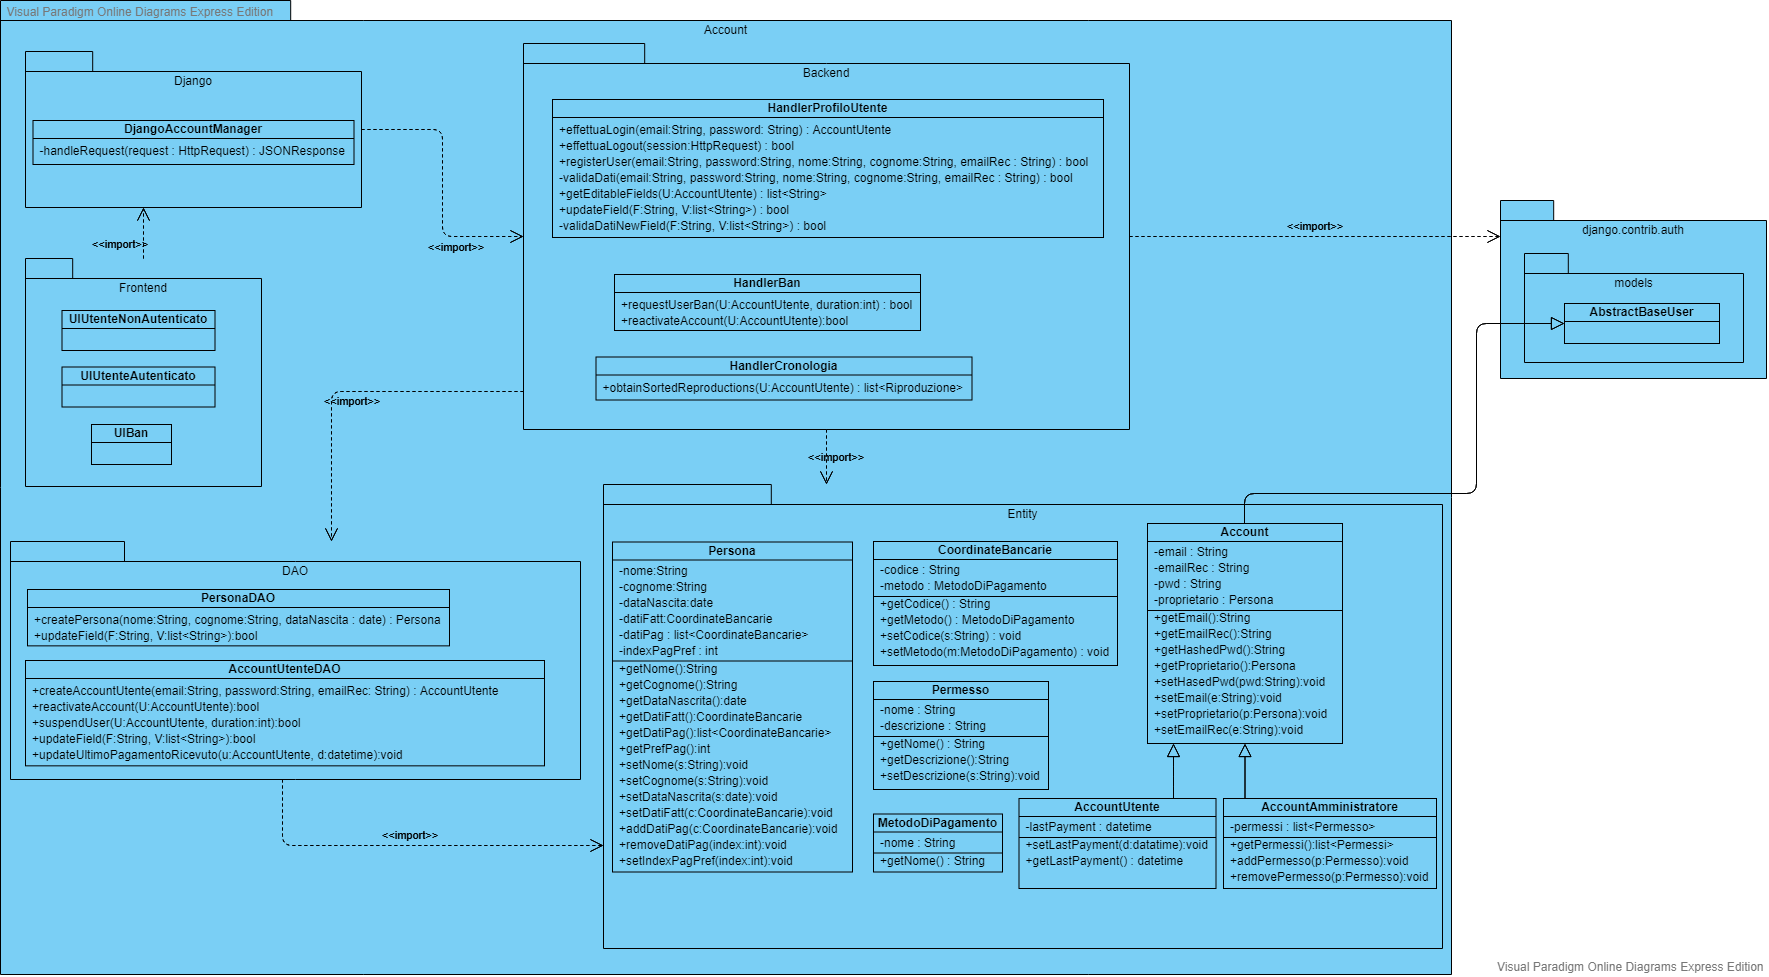 Visual Paradigm Online Diagrams Express Edition
Account
Django
DjangoAccountManager
-handleRequest(request : HttpRequest) : JSONResponse
<<import>>
Frontend
UIUtenteNonAutenticato
UIUtenteAutenticato
UIBan
<<import>>
Backend
HandlerProfiloUtente
+effettuaLogin(email:String, password: String) : AccountUtente
+effettuaLogout(session:HttpRequest) : bool
+registerUser(email:String, password:String, nome:String, cognome:String, emailRec : String) : bool
-validaDati(email:String, password:String, nome:String, cognome:String, emailRec : String) : bool
+getEditableFields(U:AccountUtente) : list<String>
+updateField(F:String, V:list<String>) : bool
-validaDatiNewField(F:String, V:list<String>) : bool
HandlerBan
+requestUserBan(U:AccountUtente, duration:int) : bool
+reactivateAccount(U:AccountUtente):bool
HandlerCronologia
+obtainSortedReproductions(U:AccountUtente) : list<Riproduzione>
<<import>>
<<import>>
<<import>>
django.contrib.auth
models
AbstractBaseUser
DAO
PersonaDAO
+createPersona(nome:String, cognome:String, dataNascita : date) : Persona
+updateField(F:String, V:list<String>):bool
AccountUtenteDAO
+createAccountUtente(email:String, password:String, emailRec: String) : AccountUtente
+reactivateAccount(U:AccountUtente):bool
+suspendUser(U:AccountUtente, duration:int):bool
+updateField(F:String, V:list<String>):bool
+updateUltimoPagamentoRicevuto(u:AccountUtente, d:datetime):void
<<import>>
Entity
Persona
-nome:String
-cognome:String
-dataNascita:date
-datiFatt:CoordinateBancarie
-datiPag : list<CoordinateBancarie>
-indexPagPref : int
+getNome():String
+getCognome():String
+getDataNascita():date
+getDatiFatt():CoordinateBancarie
+getDatiPag():list<CoordinateBancarie>
+getPrefPag():int
+setNome(s:String):void
+setCognome(s:String):void
+setDataNascita(s:date):void
+setDatiFatt(c:CoordinateBancarie):void
+addDatiPag(c:CoordinateBancarie):void
+removeDatiPag(index:int):void
+setIndexPagPref(index:int):void
CoordinateBancarie
-codice : String
-metodo : MetodoDiPagamento
+getCodice() : String
+getMetodo() : MetodoDiPagamento
+setCodice(s:String) : void
+setMetodo(m:MetodoDiPagamento) : void
Permesso
-nome : String
-descrizione : String
+getNome() : String
+getDescrizione():String
+setDescrizione(s:String):void
MetodoDiPagamento
-nome : String
+getNome() : String
Account
-email : String
-emailRec : String
-pwd : String
-proprietario : Persona
+getEmail():String
+getEmailRec():String
+getHashedPwd():String
+getProprietario():Persona
+setHasedPwd(pwd:String):void
+setEmail(e:String):void
+setProprietario(p:Persona):void
+setEmailRec(e:String):void
AccountUtente
-lastPayment : datetime
+setLastPayment(d:datatime):void
+getLastPayment() : datetime
AccountAmministratore
-permessi : list<Permesso>
+getPermessi():list<Permessi>
+addPermesso(p:Permesso):void
+removePermesso(p:Permesso):void
Visual Paradigm Online Diagrams Express Edition